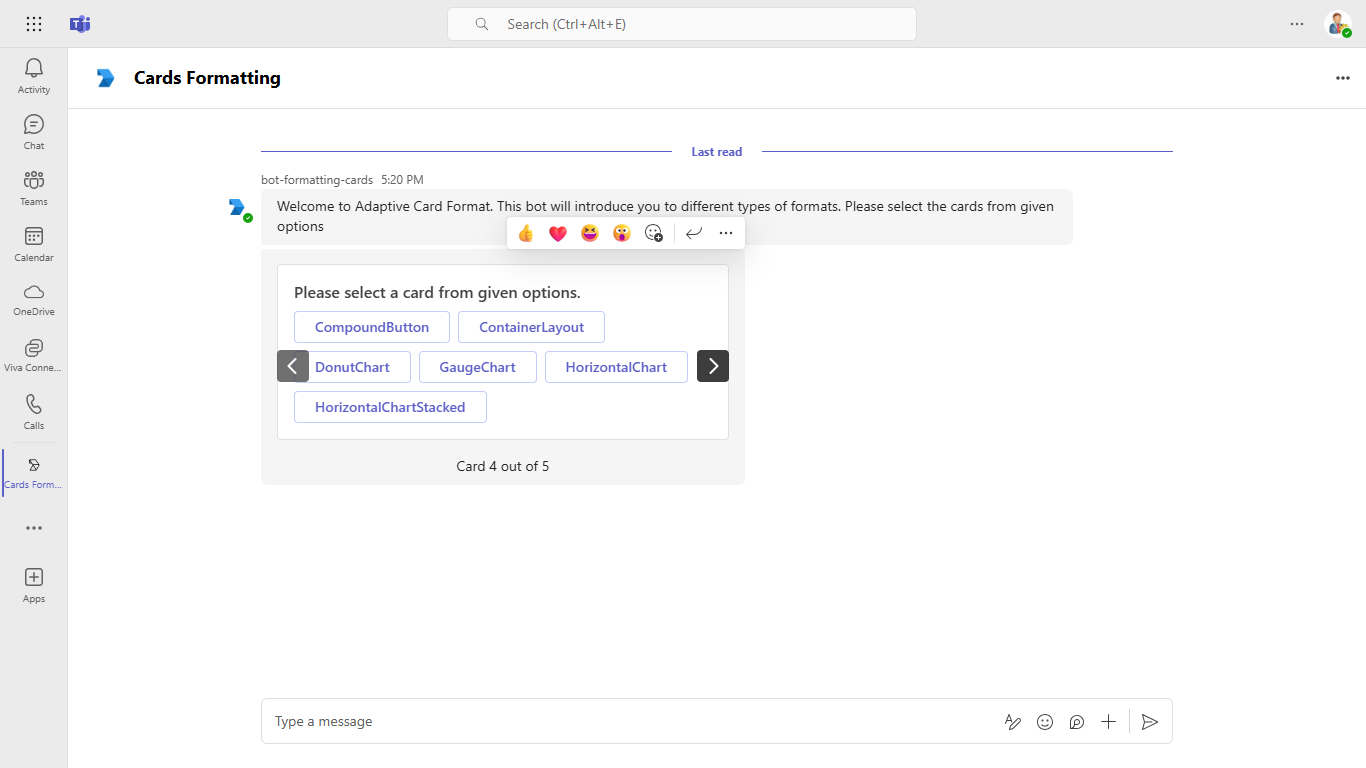 Search (Ctrl+Alt+E)
Activity
Chat
Teams
Calendar
OneDrive
Viva Conne...
Calls
Cards Form...
Apps
Cards Formatting
Last read
bot-formatting-cards 5:20 PM
Welcome to Adaptive Card Format. This bot will introduce you to different types of formats. Please select the cards from given
options
Please select a card from given options.
CompoundButton ContainerLayout
DonutChart GaugeChart HorizontalChart
HorizontalChartStacked
Card 4 out of 5
Type a message